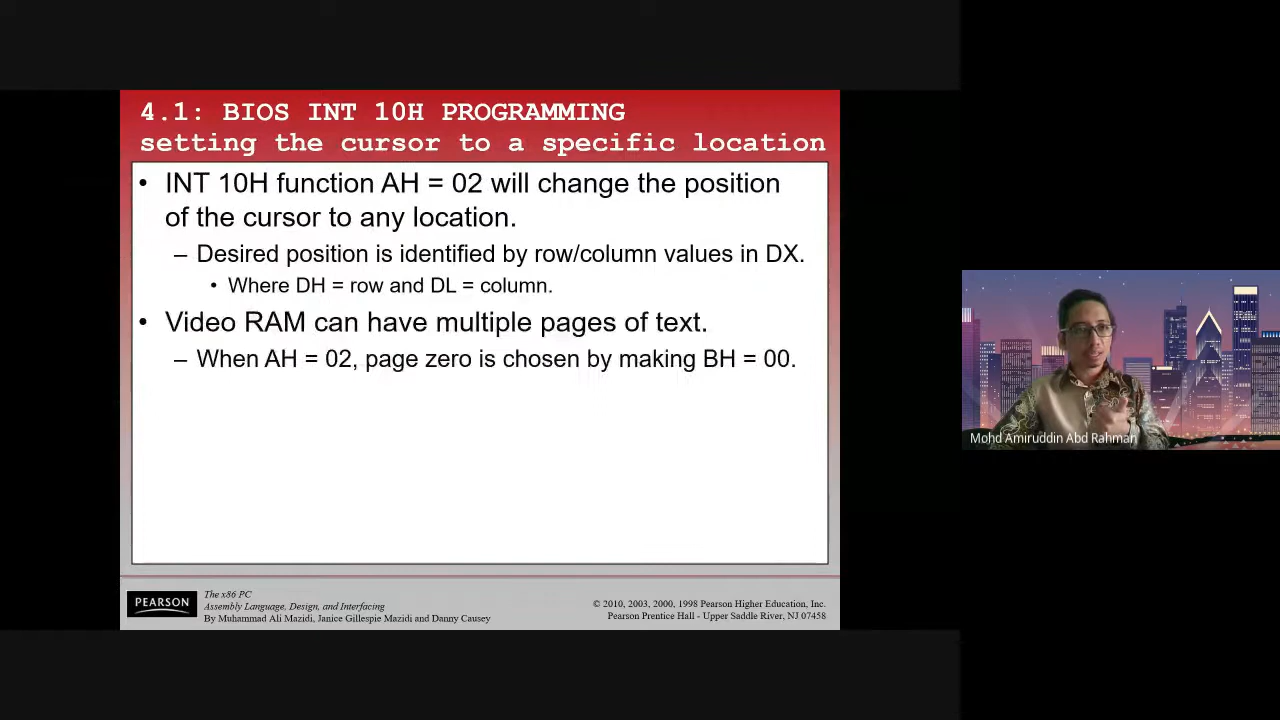 4.1: BIOS INT 10H PROGRAMMING
setting the cursor to a specific location
• INT 10H function AH = 02 will change the position
of the cursor to any location.
– Desired position is identified by row/column values in DX.
• Where DH = row and DL = column.
• Video RAM can have multiple pages of text.
– When AH = 02, page zero is chosen by making BH = 00.
Mohd Amiruddin Abd Rahman
PEARSON
The x86 PC
Assembly Language, Design, and Interfacing
By Muhammad Ali Mazidi, Janice Gillespie Mazidi and Danny Causey
© 2010, 2003, 2000, 1998 Pearson Higher Education, Inc.
Pearson Prentice Hall - Upper Saddle River, NJ 07458